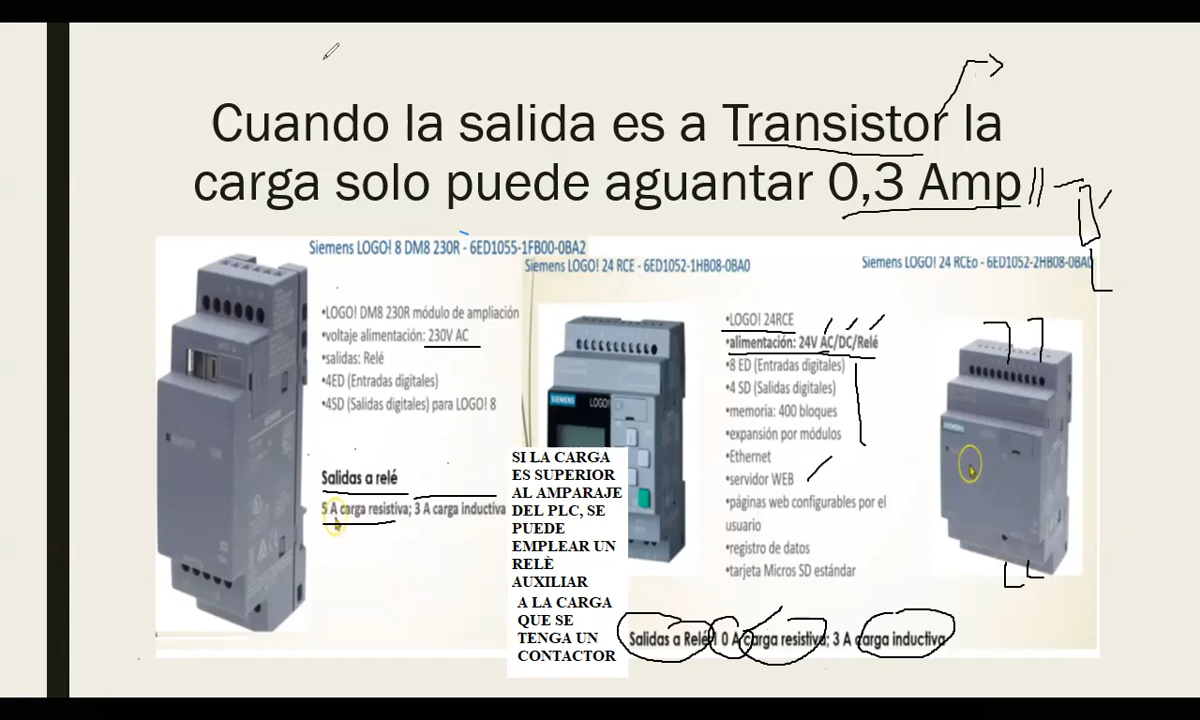 Cuando la salida es a Transistor la
carga solo puede aguantar 0,3 Amp
Siemens LOGO! 8 DM8 230R - 6ED1055-1FB00-0BA2
Siemens LOGO! 24 RCE - 6ED1052-1HB08-0BA0
Siemens LOGO! 24 RCEo - 6ED1052-2HB08-0BA0
•LOGO! DM8 230R módulo de ampliación
•voltaje alimentación: 230V AC
•salidas: Relé
•4ED (Entradas digitales)
•4SD (Salidas digitales) para LOGO! 8
Salidas a relé
5 A carga resistiva; 3 A carga inductiva
SIEMENS
LOGO!
SI LA CARGA
ES SUPERIOR
AL AMPARAJE
DEL PLC, SE
PUEDE
EMPLEAR UN
RELÈ
AUXILIAR
A LA CARGA
QUE SE
TENGA UN
CONTACTOR
•LOGO! 24RCE
•alimentación: 24V AC/DC/Relé
•8 ED (Entradas digitales)
•4 SD (Salidas digitales)
•memoria: 400 bloques
•expansión por módulos
•Ethernet
•servidor WEB
•páginas web configurables por el
usuario
•registro de datos
•tarjeta Micros SD estándar
SIEMENS
Salidas a Relé 1 0 A carga resistiva; 3 A carga inductiva